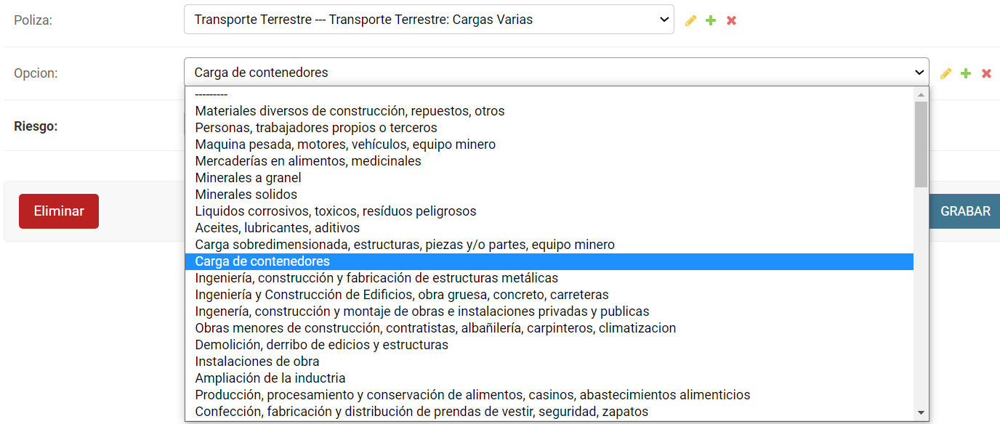 Poliza:
Transporte Terrestre --- Transporte Terrestre: Cargas Varias
Opcion:
Carga de contenedores
---------
Materiales diversos de construcción, repuestos, otros
Personas, trabajadores propios o terceros
Maquina pesada, motores, vehículos, equipo minero
Mercaderías en alimentos, medicinales
Minerales a granel
Minerales solidos
Liquidos corrosivos, toxicos, resíduos peligrosos
Aceites, lubricantes, aditivos
Carga sobredimensionada, estructuras, piezas y/o partes, equipo minero
Carga de contenedores
Ingeniería, construcción y fabricación de estructuras metálicas
Ingeniería y Construcción de Edificios, obra gruesa, concreto, carreteras
Ingenería, construcción y montaje de obras e instalaciones privadas y publicas
Obras menores de construcción, contratistas, albañilería, carpinteros, climatizacion
Demolición, derribo de edicios y estructuras
Instalaciones de obra
Ampliación de la inductria
Producción, procesamiento y conservación de alimentos, casinos, abastecimientos alimenticios
Confección, fabricación y distribución de prendas de vestir, seguridad, zapatos
Riesgo:
Eliminar
GRABAR